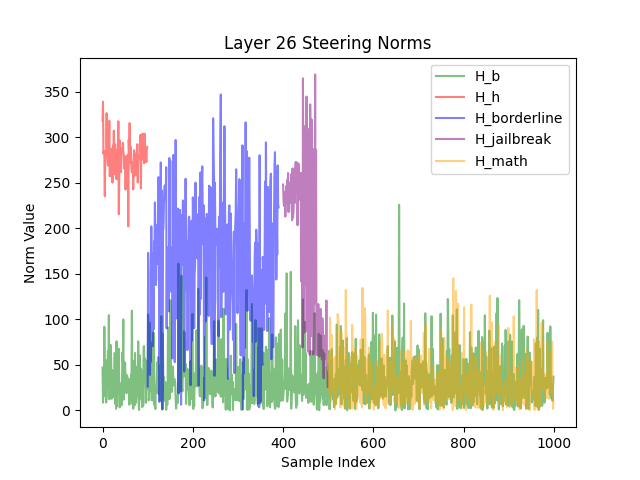 Layer 26 Steering Norms
H_b
H_h
H_borderline
H_jailbreak
H_math
Norm Value
350
300
250
200
150
100
50
0
0
200
400
600
800
1000
Sample Index